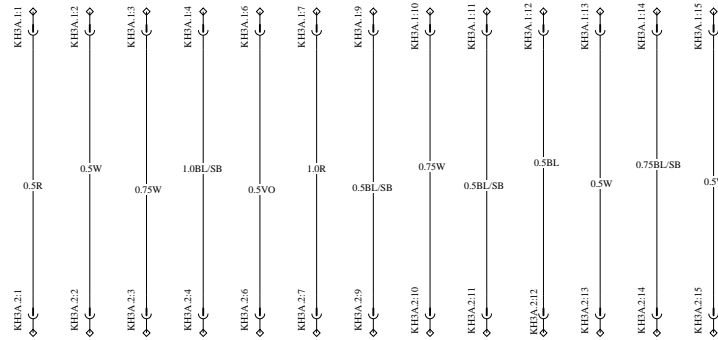 KH3A.1:1
KH3A.1:2
KH3A.1:3
KH3A.1:4
KH3A.1:6
KH3A.1:7
KH3A.1:9
KH3A.1:10
KH3A.1:11
KH3A.1:12
KH3A.1:13
KH3A.1:14
KH3A.1:15
0.5R
0.5W
0.75W
1.0BL/SB
0.5VO
1.0R
0.5BL/SB
0.75W
0.5BL/SB
0.5BL
0.5W
0.75BL/SB
KH3A.2:1
KH3A.2:2
KH3A.2:3
KH3A.2:4
KH3A.2:6
KH3A.2:7
KH3A.2:9
KH3A.2:10
KH3A.2:11
KH3A.2:12
KH3A.2:13
KH3A.2:14
KH3A.2:15